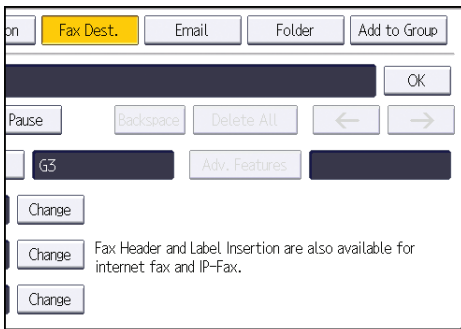 on Fax Dest. Email Folder Add to Group
OK
Pause Backspace Delete All ← →
G3 Adv. Features
Change
Change Fax Header and Label Insertion are also available for
internet fax and IP-Fax.
Change